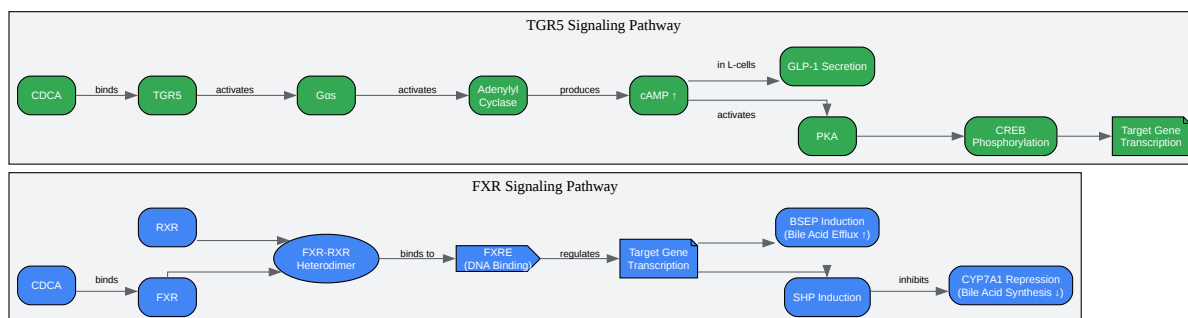 TGR5 Signaling Pathway
CDCA
binds
TGR5
activates
Gαs
activates
Adenylyl
Cyclase
produces
cAMP ↑
in L-cells
GLP-1 Secretion
activates
PKA
CREB
Phosphorylation
Target Gene
Transcription
FXR Signaling Pathway
RXR
CDCA
binds
FXR
FXR-RXR
Heterodimer
binds to
FXRE
(DNA Binding)
regulates
Target Gene
Transcription
BSEP Induction
(Bile Acid Efflux ↑)
SHP Induction
inhibits
CYP7A1 Repression
(Bile Acid Synthesis ↓)